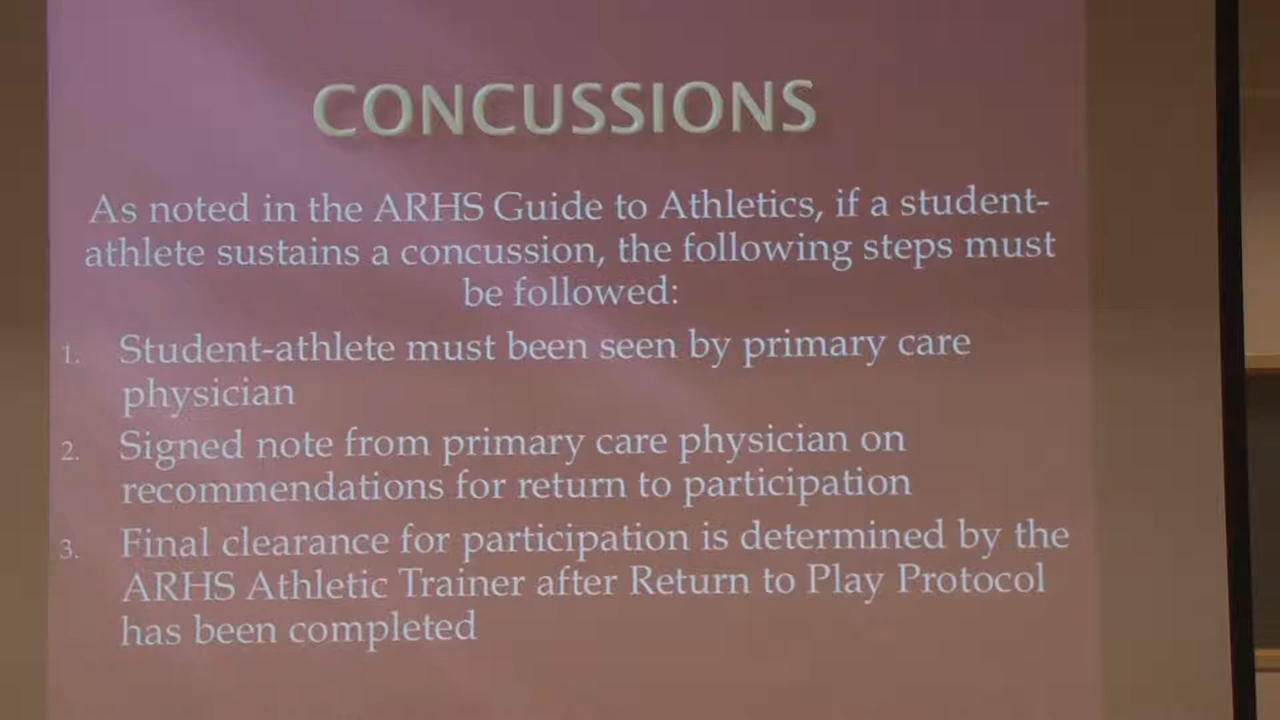 CONCUSSIONS
As noted in the ARHS Guide to Athletics, if a student-
athlete sustains a concussion, the following steps must
be followed:
1. Student-athlete must been seen by primary care
physician
2. Signed note from primary care physician on
recommendations for return to participation
3. Final clearance for participation is determined by the
ARHS Athletic Trainer after Return to Play Protocol
has been completed